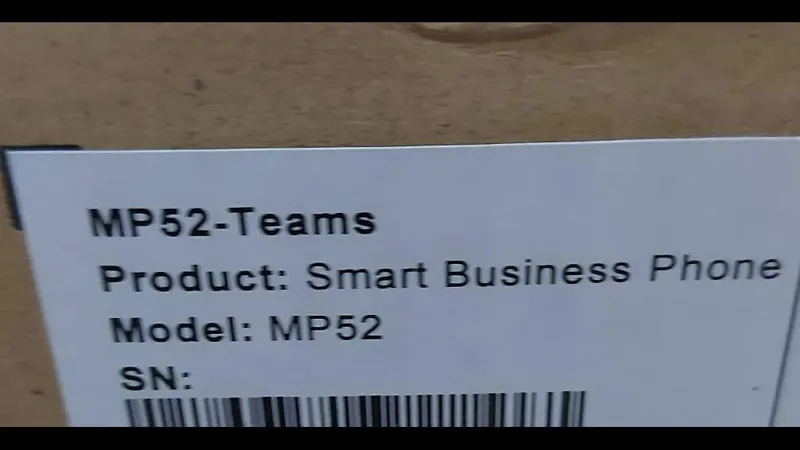 MP52-Teams
Product: Smart Business Phone
Model: MP52
SN: